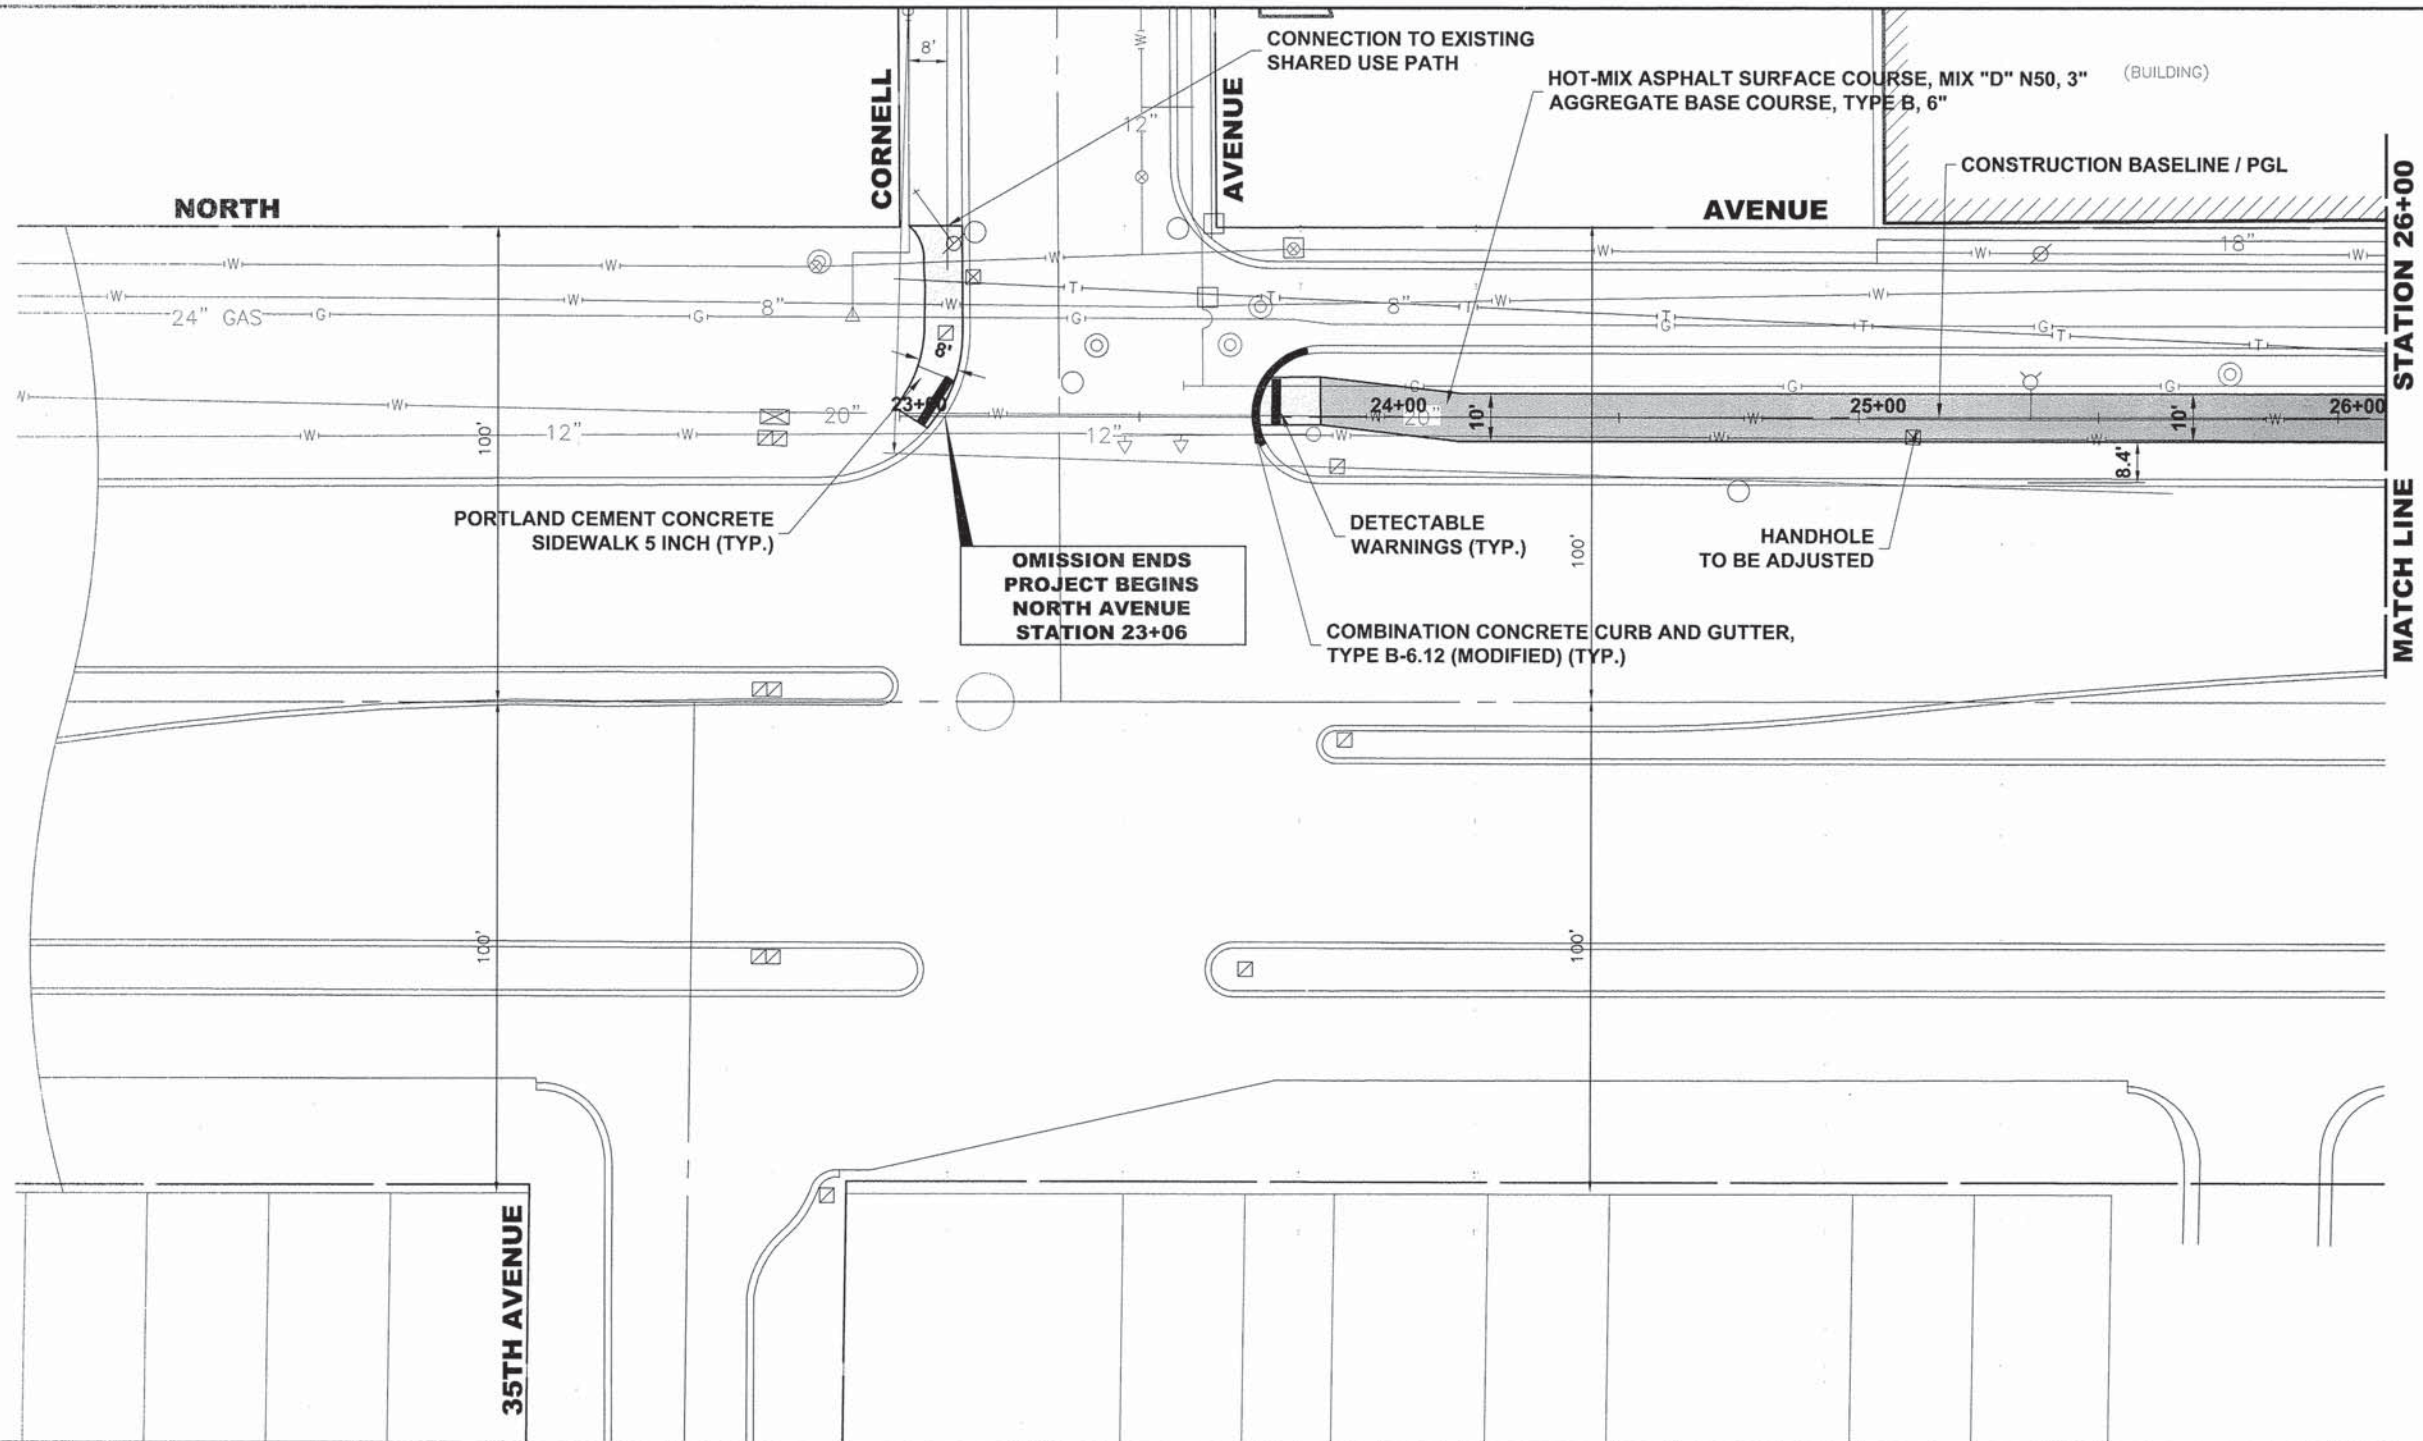 CONNECTION TO EXISTING
SHARED USE PATH
HOT-MIX ASPHALT SURFACE COURSE, MIX "D" N50, 3"
AGGREGATE BASE COURSE, TYPE B, 6"
(BUILDING)
8'
W
12"
CORNELL
AVENUE
CONSTRUCTION BASELINE / PGL
NORTH
AVENUE
STATION 26+00
W
W
W
W
W
18"
W
T
T
W
W
8"
W
8"
T
W
W
24" GAS
G
G
G
T
G
T
G
T
T
8'
G
G
G
W
W
20"
23+00
W
24+00
W
20"
10'
W
25+00
10'
W
26+00
100'
W
12"
W
12"
W
W
W
8.4'
PORTLAND CEMENT CONCRETE
SIDEWALK 5 INCH (TYP.)
OMISSION ENDS
PROJECT BEGINS
NORTH AVENUE
STATION 23+06
DETECTABLE
WARNINGS (TYP.)
100'
HANDHOLE
TO BE ADJUSTED
COMBINATION CONCRETE CURB AND GUTTER,
TYPE B-6.12 (MODIFIED) (TYP.)
MATCH LINE
100'
100'
35TH AVENUE